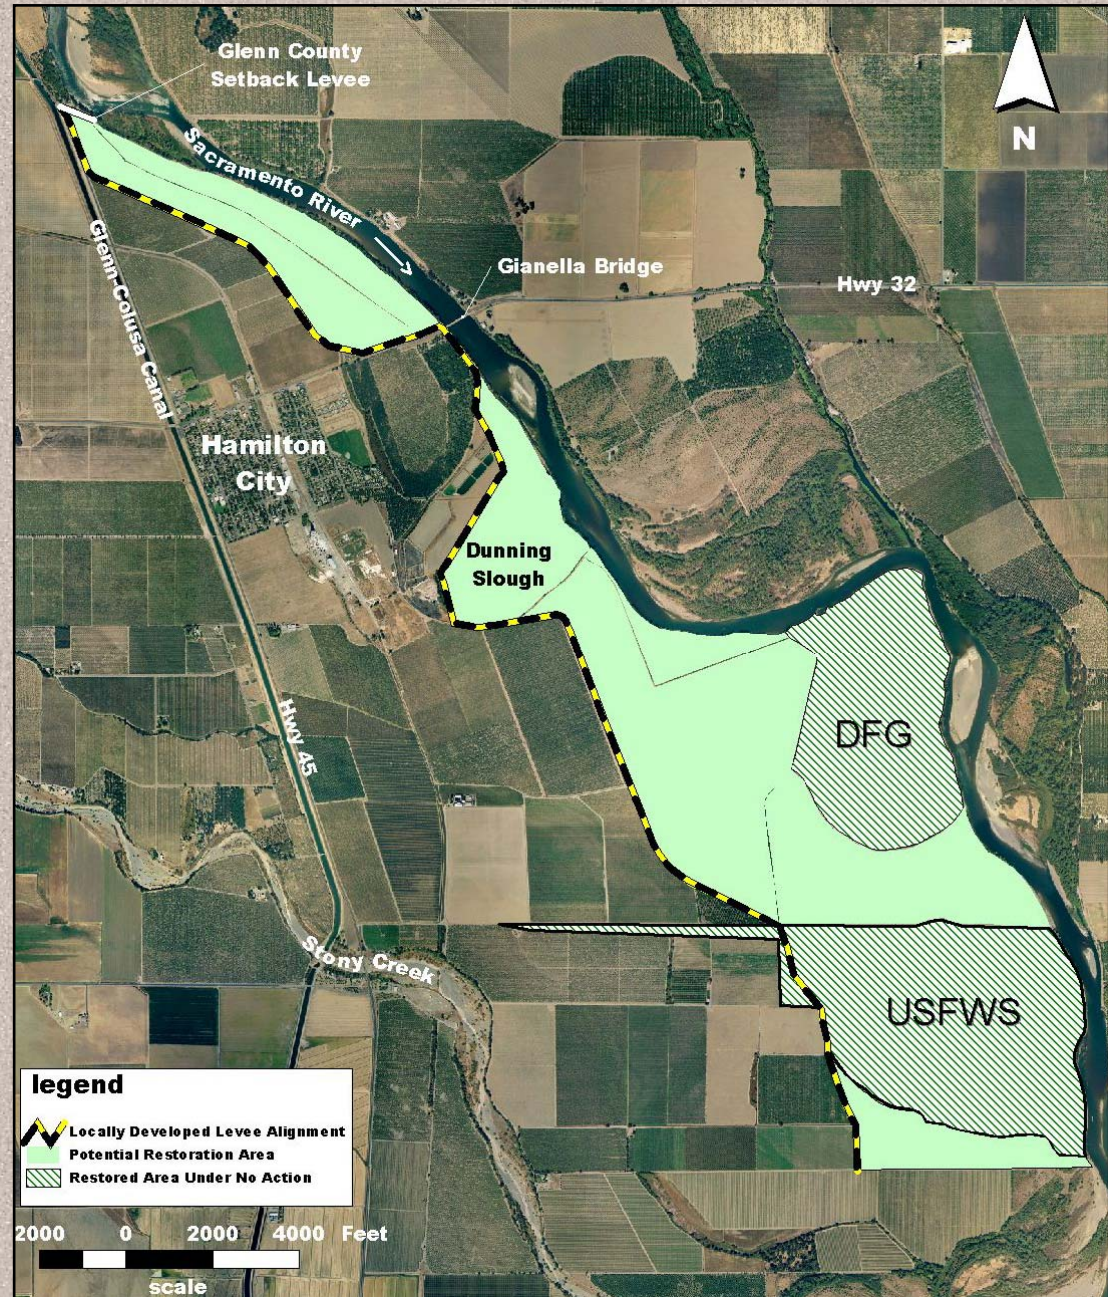 Glenn County
Setback Levee
Sacramento River
N
Gianella Bridge
Hwy 32
Glenn-Colusa Canal
Hamilton
City
Dunning
Slough
DFG
Hwy 45
Stony Creek
USFWS
legend
Locally Developed Levee Alignment
Potential Restoration Area
Restored Area Under No Action
2000 0 2000 4000 Feet
scale